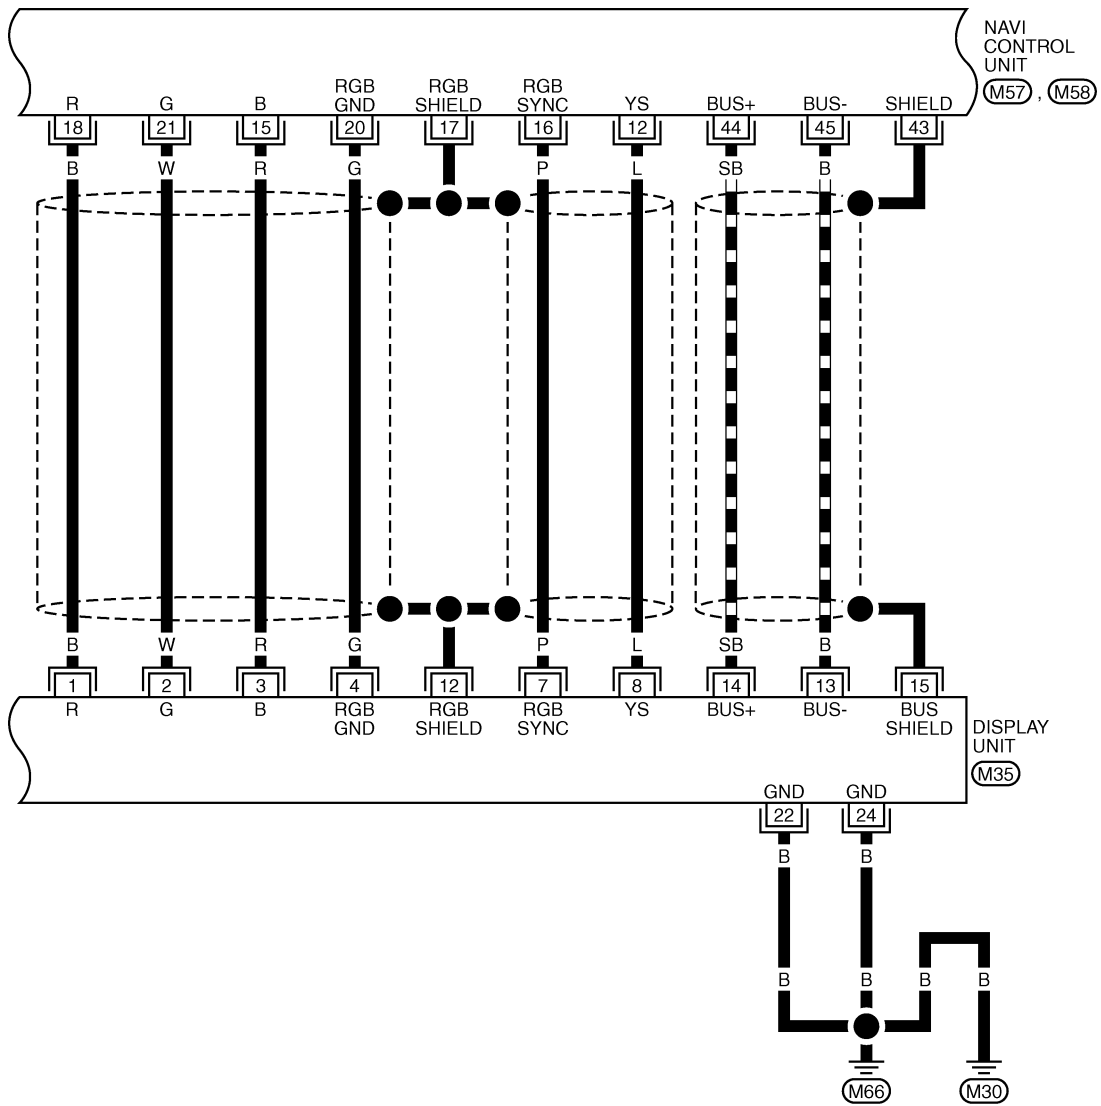 NAVI
CONTROL
UNIT
M57 , M58
RGB RGB RGB
R G B GND SHIELD SYNC YS BUS+ BUS- SHIELD
18 21 15 20 17 16 12 44 45 43
B W R G P L SB B
B W R G P L SB B
1 2 3 4 12 7 8 14 13 15
R G B RGB RGB RGB YS BUS+ BUS- BUS
GND SHIELD SYNC SHIELD
DISPLAY
UNIT
M35
GND GND
22 24
B B
B B B B
M66 M30